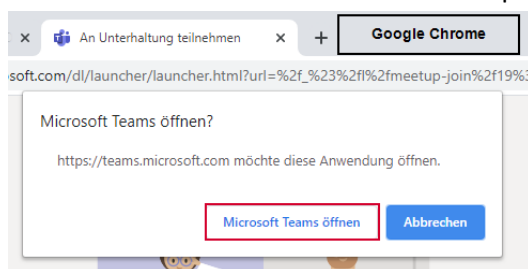 An Unterhaltung teilnehmen
Google Chrome
soft.com/dl/launcher/launcher.html?url=%2f_%23%2fl%2fmeetup-join%2f19%3
Microsoft Teams öffnen?
https://teams.microsoft.com möchte diese Anwendung öffnen.
Microsoft Teams öffnen
Abbrechen